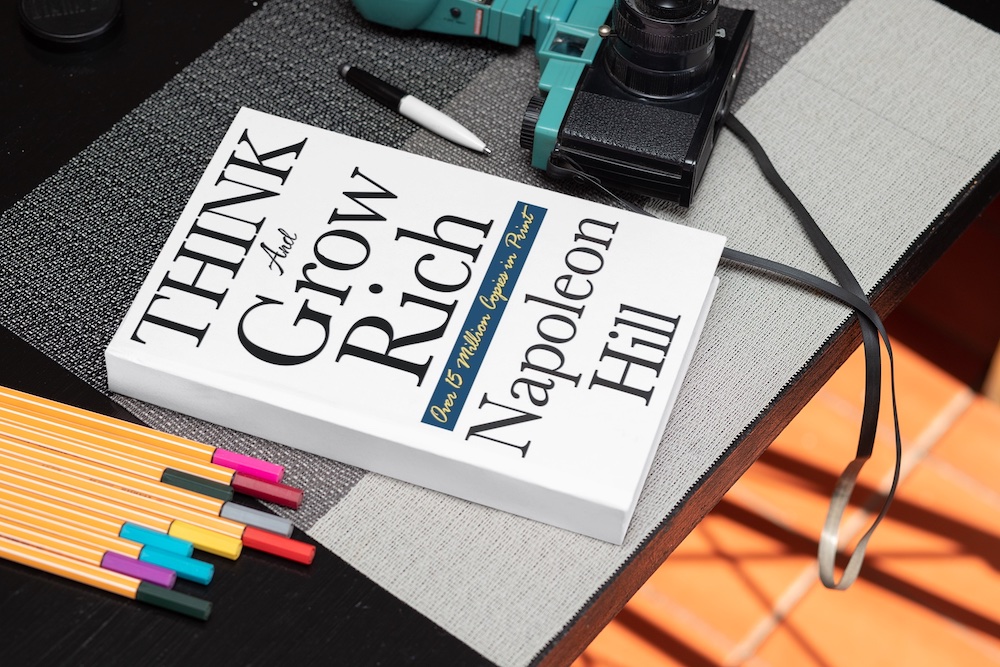 THINK
And
Grow
Rich
Over 15 Million Copies in Print
Napoleon
Hill